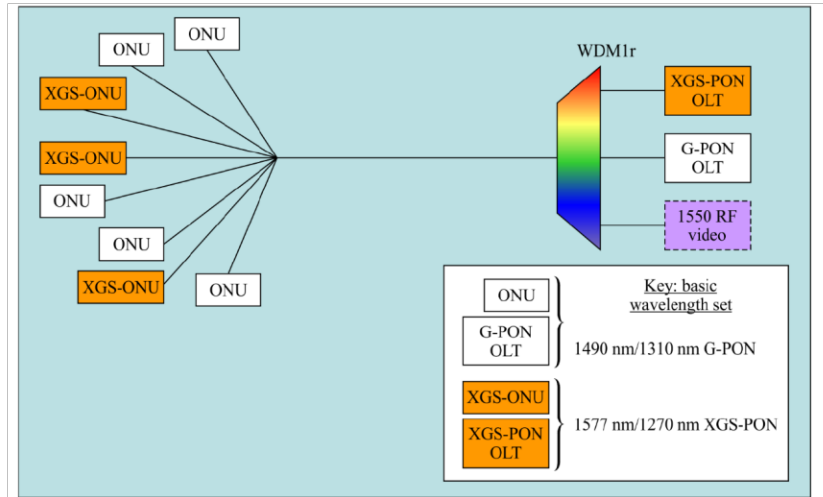 ONU
ONU
XGS-ONU
XGS-ONU
ONU
ONU
XGS-ONU
ONU
WDM1r
XGS-PON
OLT
G-PON
OLT
1550 RF
video
Key: basic
wavelength set
ONU
G-PON
OLT
1490 nm/1310 nm G-PON
XGS-ONU
XGS-PON
OLT
1577 nm/1270 nm XGS-PON